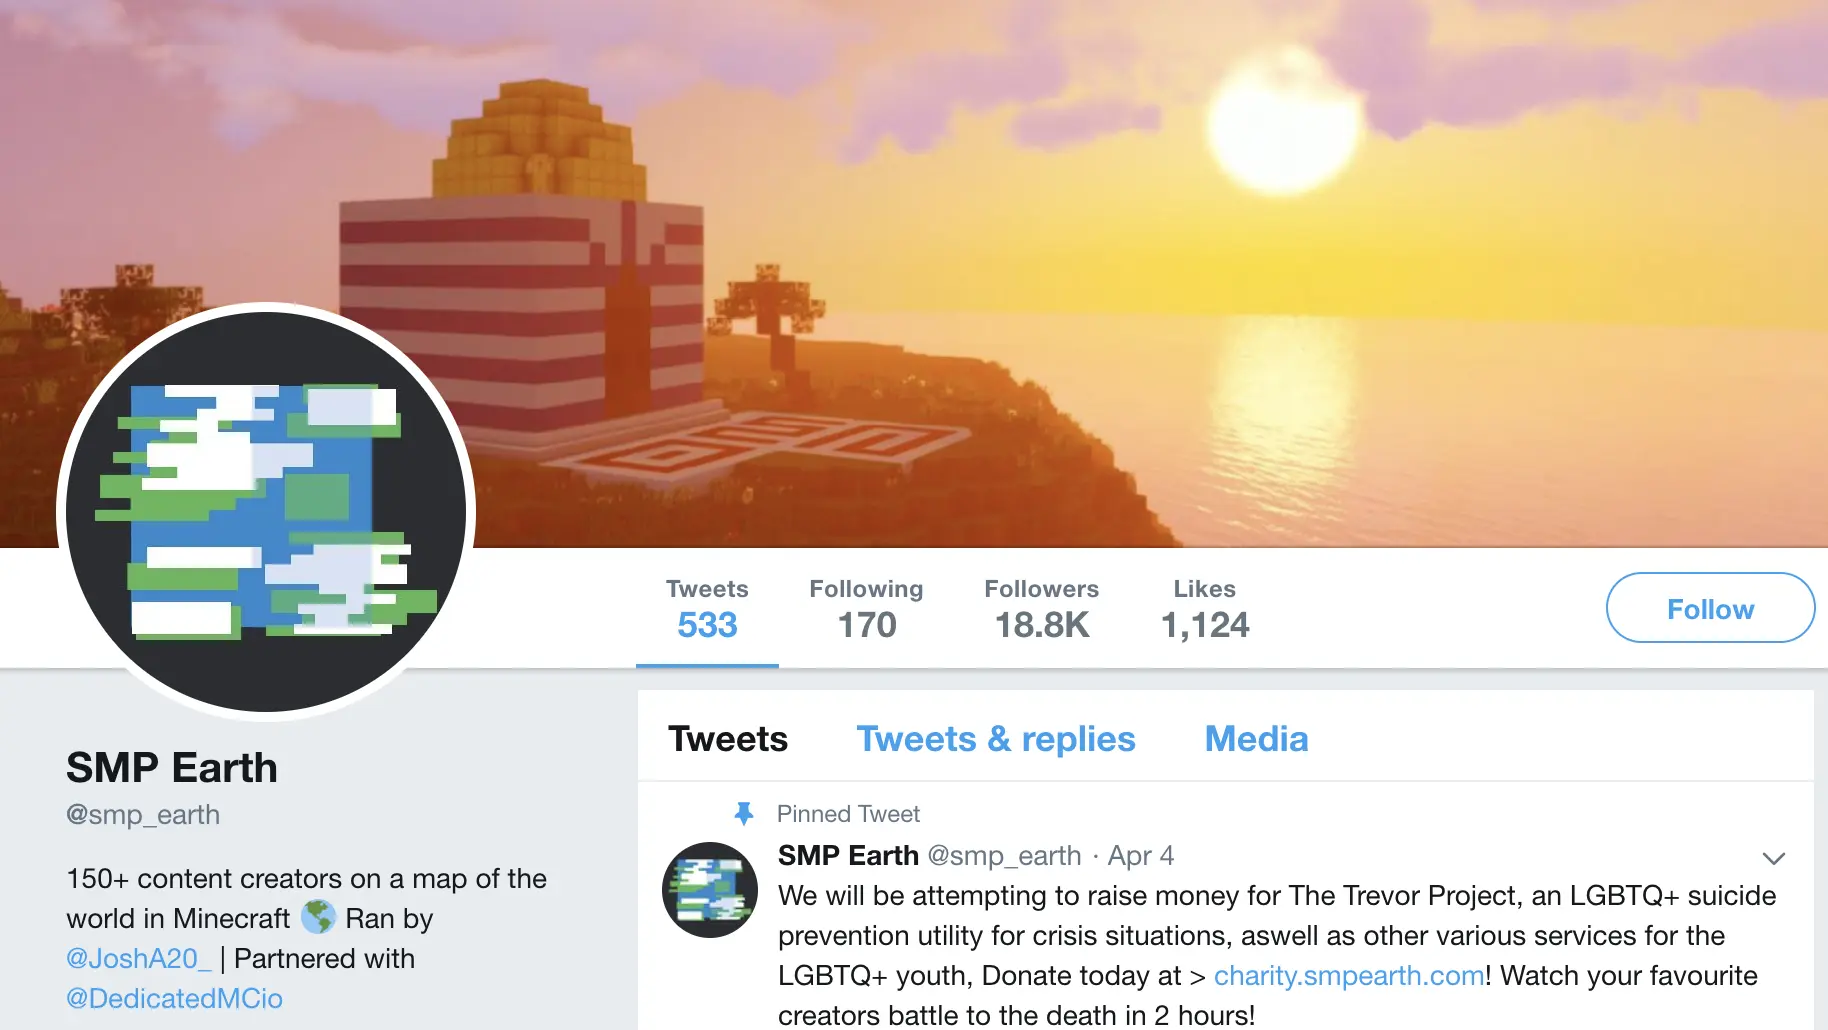 Tweets Following Followers Likes
533 170 18.8K 1,124
Follow
SMP Earth
@smp_earth
150+ content creators on a map of the
world in Minecraft 🌎 Ran by
@JoshA20_ | Partnered with
@DedicatedMCio
Tweets Tweets & replies Media
Pinned Tweet
SMP Earth @smp_earth · Apr 4
We will be attempting to raise money for The Trevor Project, an LGBTQ+ suicide
prevention utility for crisis situations, aswell as other various services for the
LGBTQ+ youth, Donate today at > charity.smpearth.com! Watch your favourite
creators battle to the death in 2 hours!